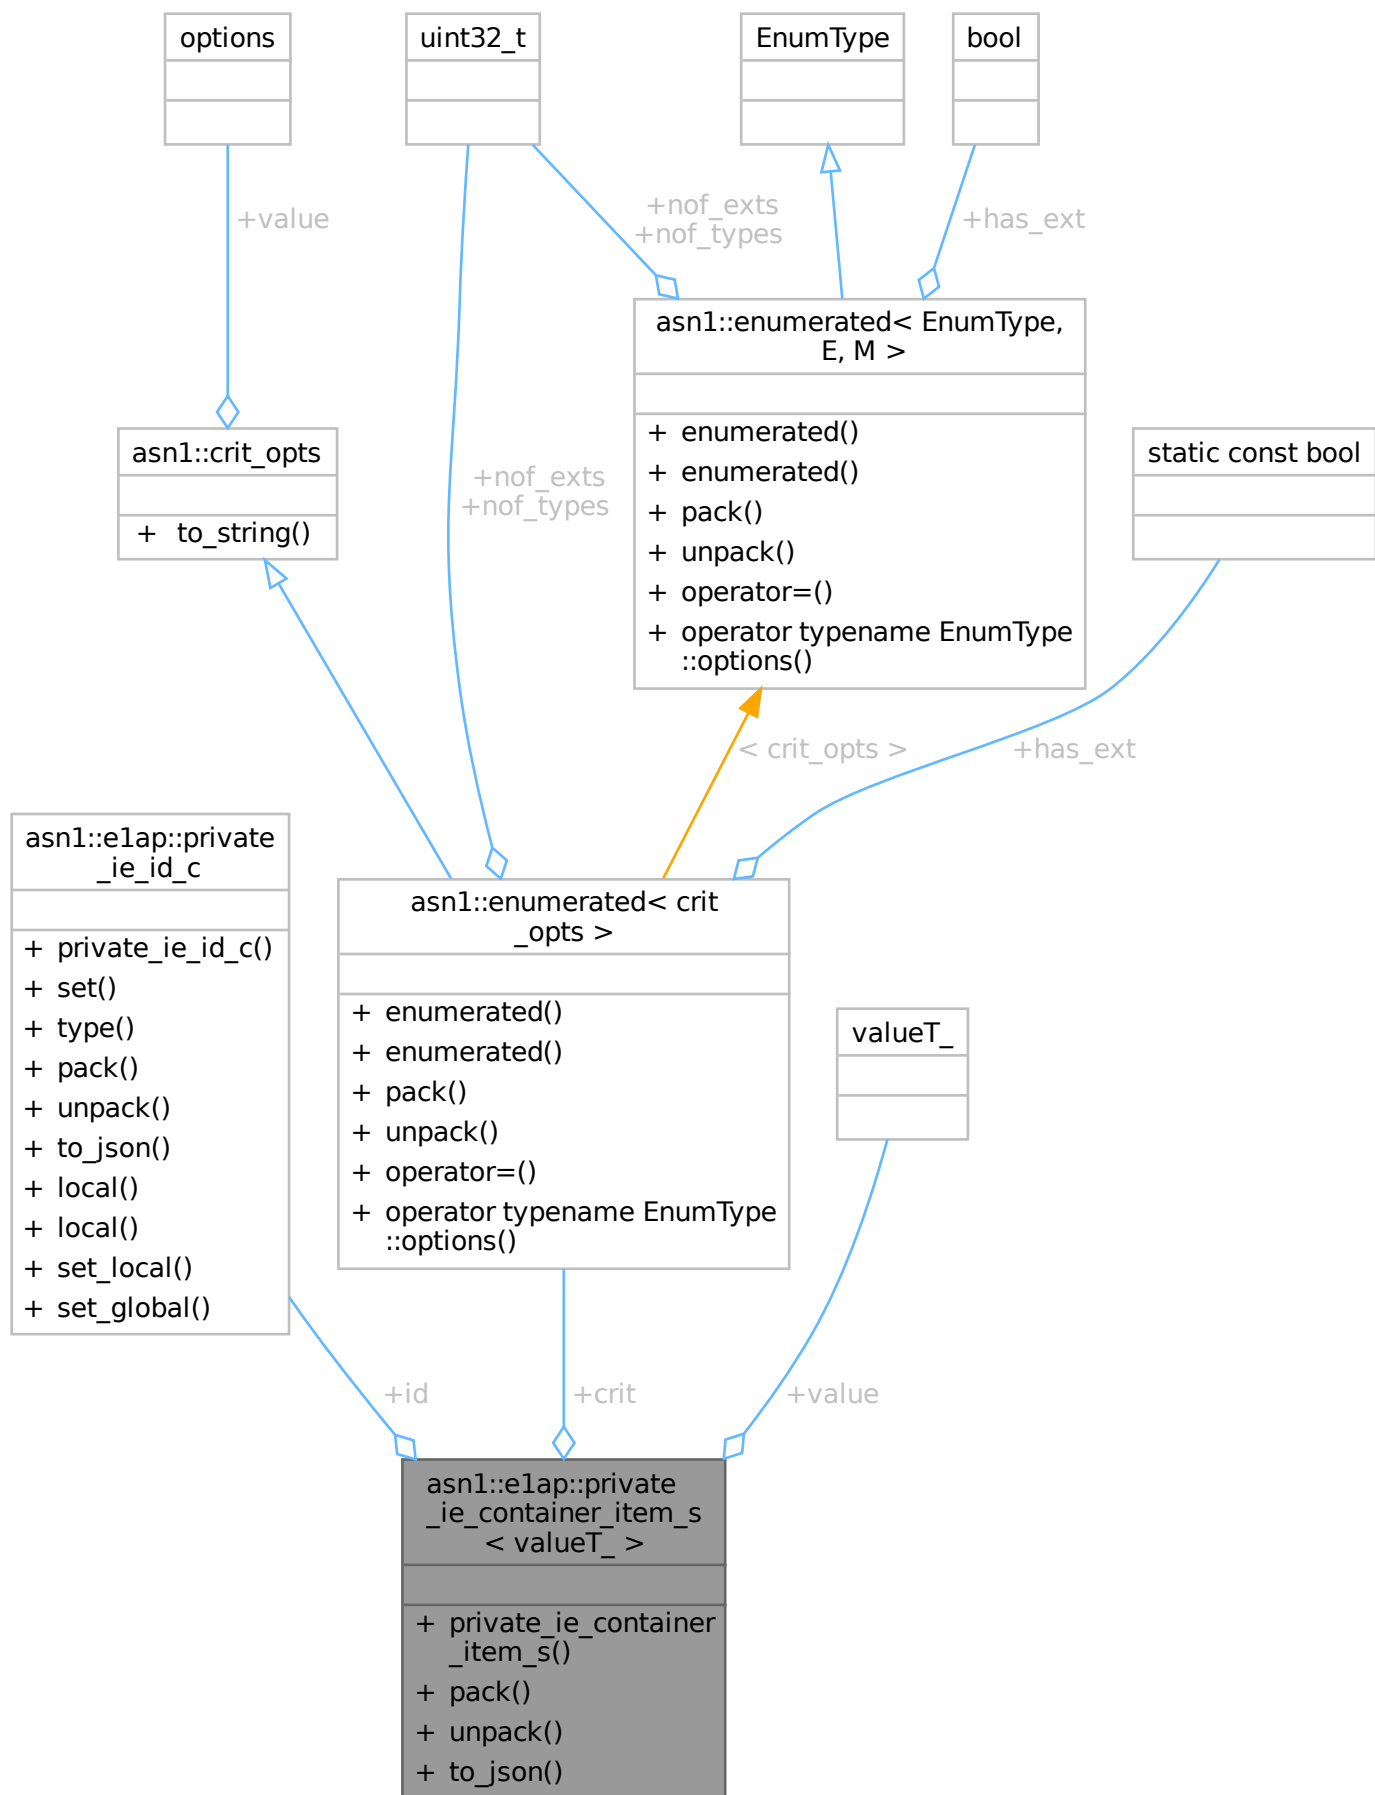 options
uint32_t
EnumType
bool
+value
+nof_exts
+nof_types
+has_ext
asn1::enumerated< EnumType,
E, M >
+ enumerated()
+ enumerated()
+ pack()
+ unpack()
+ operator=()
+ operator typename EnumType
::options()
asn1::crit_opts
+ to_string()
static const bool
+nof_exts
+nof_types
< crit_opts >
+has_ext
asn1::e1ap::private
_ie_id_c
+ private_ie_id_c()
+ set()
+ type()
+ pack()
+ unpack()
+ to_json()
+ local()
+ local()
+ set_local()
+ set_global()
asn1::enumerated< crit
_opts >
+ enumerated()
+ enumerated()
+ pack()
+ unpack()
+ operator=()
+ operator typename EnumType
::options()
valueT_
+id
+crit
+value
asn1::e1ap::private
_ie_container_item_s
< valueT_ >
+ private_ie_container
_item_s()
+ pack()
+ unpack()
+ to_json()